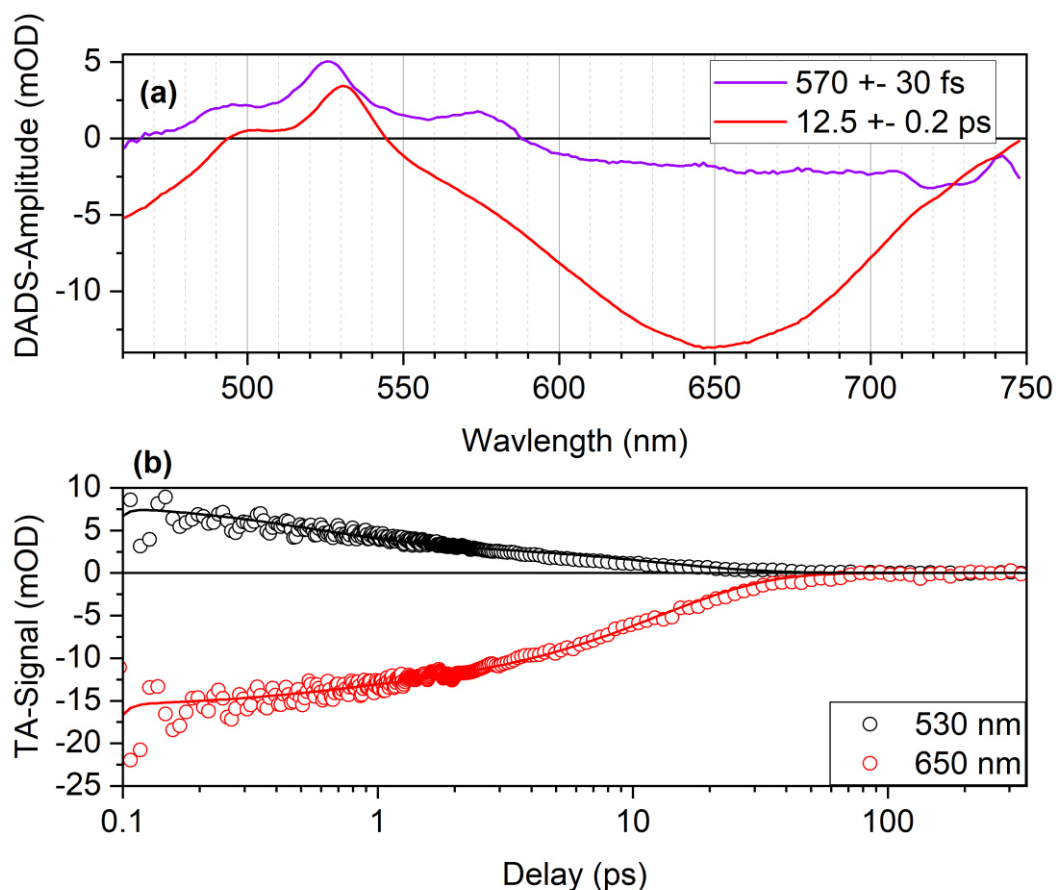 (a)
570 +- 30 fs
12.5 +- 0.2 ps
DADS-Amplitude (mOD)
5
0
-5
-10
500
550
600
650
700
750
Wavlength (nm)
(b)
TA-Signal (mOD)
10
5
0
-5
-10
-15
-20
-25
530 nm
650 nm
0.1
1
10
100
Delay (ps)